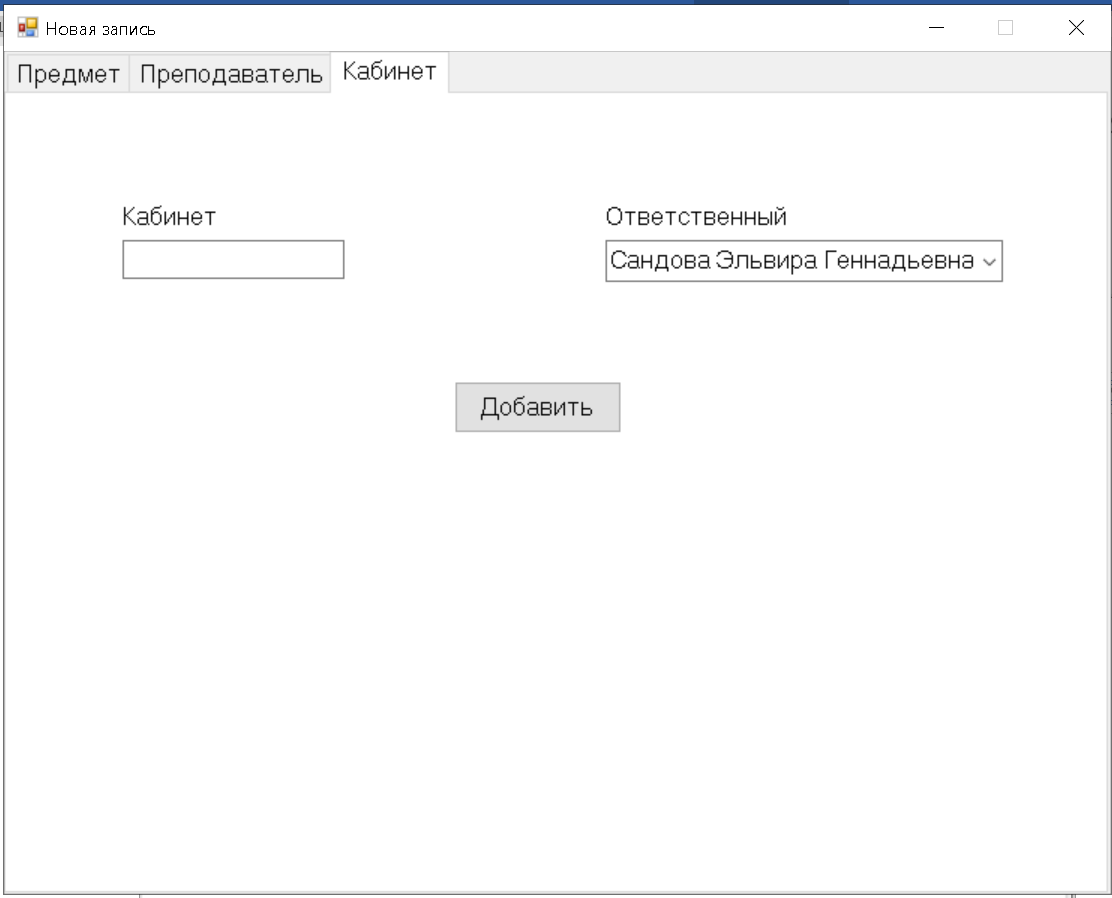 Новая запись
Предмет Преподаватель Кабинет
Кабинет Ответственный
Сандова Эльвира Геннадьевна
Добавить